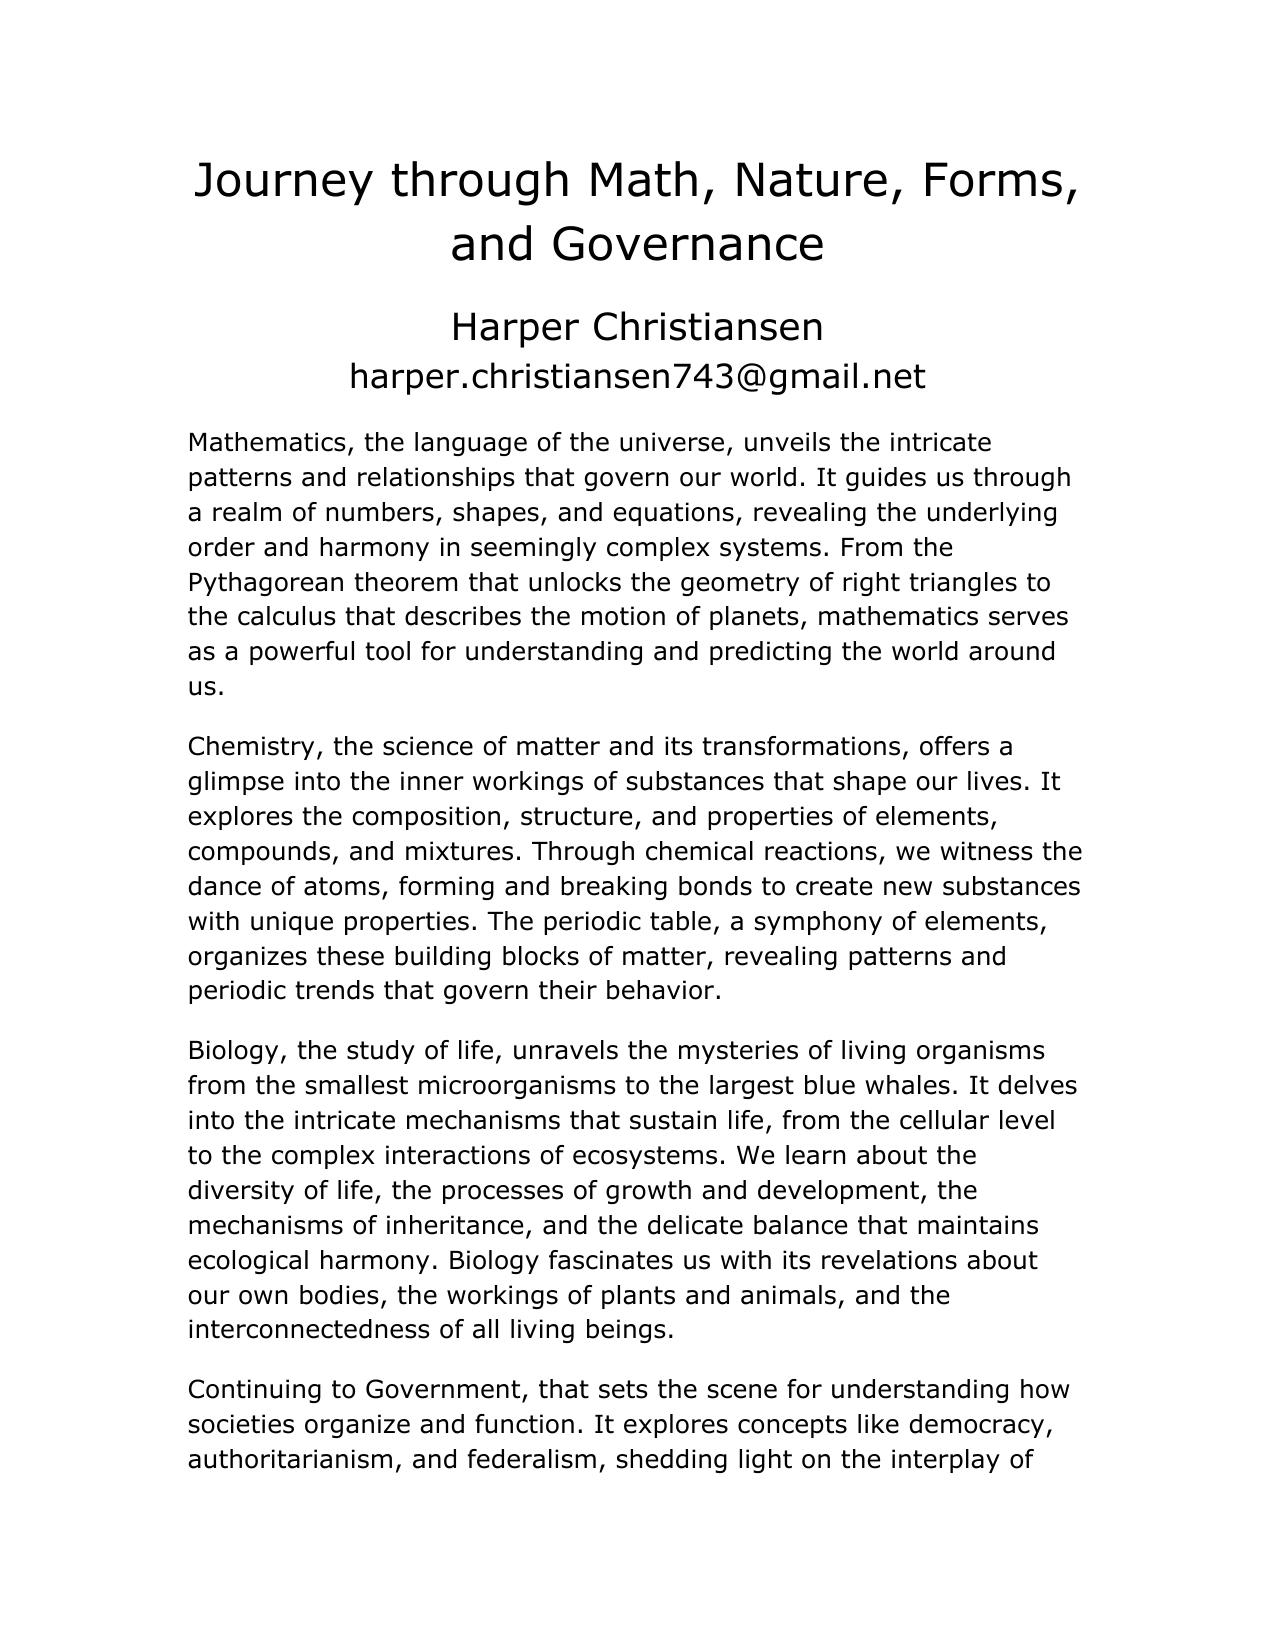 Journey through Math, Nature, Forms,
and Governance
Harper Christiansen
harper.christiansen743@gmail.net
Mathematics, the language of the universe, unveils the intricate
patterns and relationships that govern our world. It guides us through
a realm of numbers, shapes, and equations, revealing the underlying
order and harmony in seemingly complex systems. From the
Pythagorean theorem that unlocks the geometry of right triangles to
the calculus that describes the motion of planets, mathematics serves
as a powerful tool for understanding and predicting the world around
us.
Chemistry, the science of matter and its transformations, offers a
glimpse into the inner workings of substances that shape our lives. It
explores the composition, structure, and properties of elements,
compounds, and mixtures. Through chemical reactions, we witness the
dance of atoms, forming and breaking bonds to create new substances
with unique properties. The periodic table, a symphony of elements,
organizes these building blocks of matter, revealing patterns and
periodic trends that govern their behavior.
Biology, the study of life, unravels the mysteries of living organisms
from the smallest microorganisms to the largest blue whales. It delves
into the intricate mechanisms that sustain life, from the cellular level
to the complex interactions of ecosystems. We learn about the
diversity of life, the processes of growth and development, the
mechanisms of inheritance, and the delicate balance that maintains
ecological harmony. Biology fascinates us with its revelations about
our own bodies, the workings of plants and animals, and the
interconnectedness of all living beings.
Continuing to Government, that sets the scene for understanding how
societies organize and function. It explores concepts like democracy,
authoritarianism, and federalism, shedding light on the interplay of